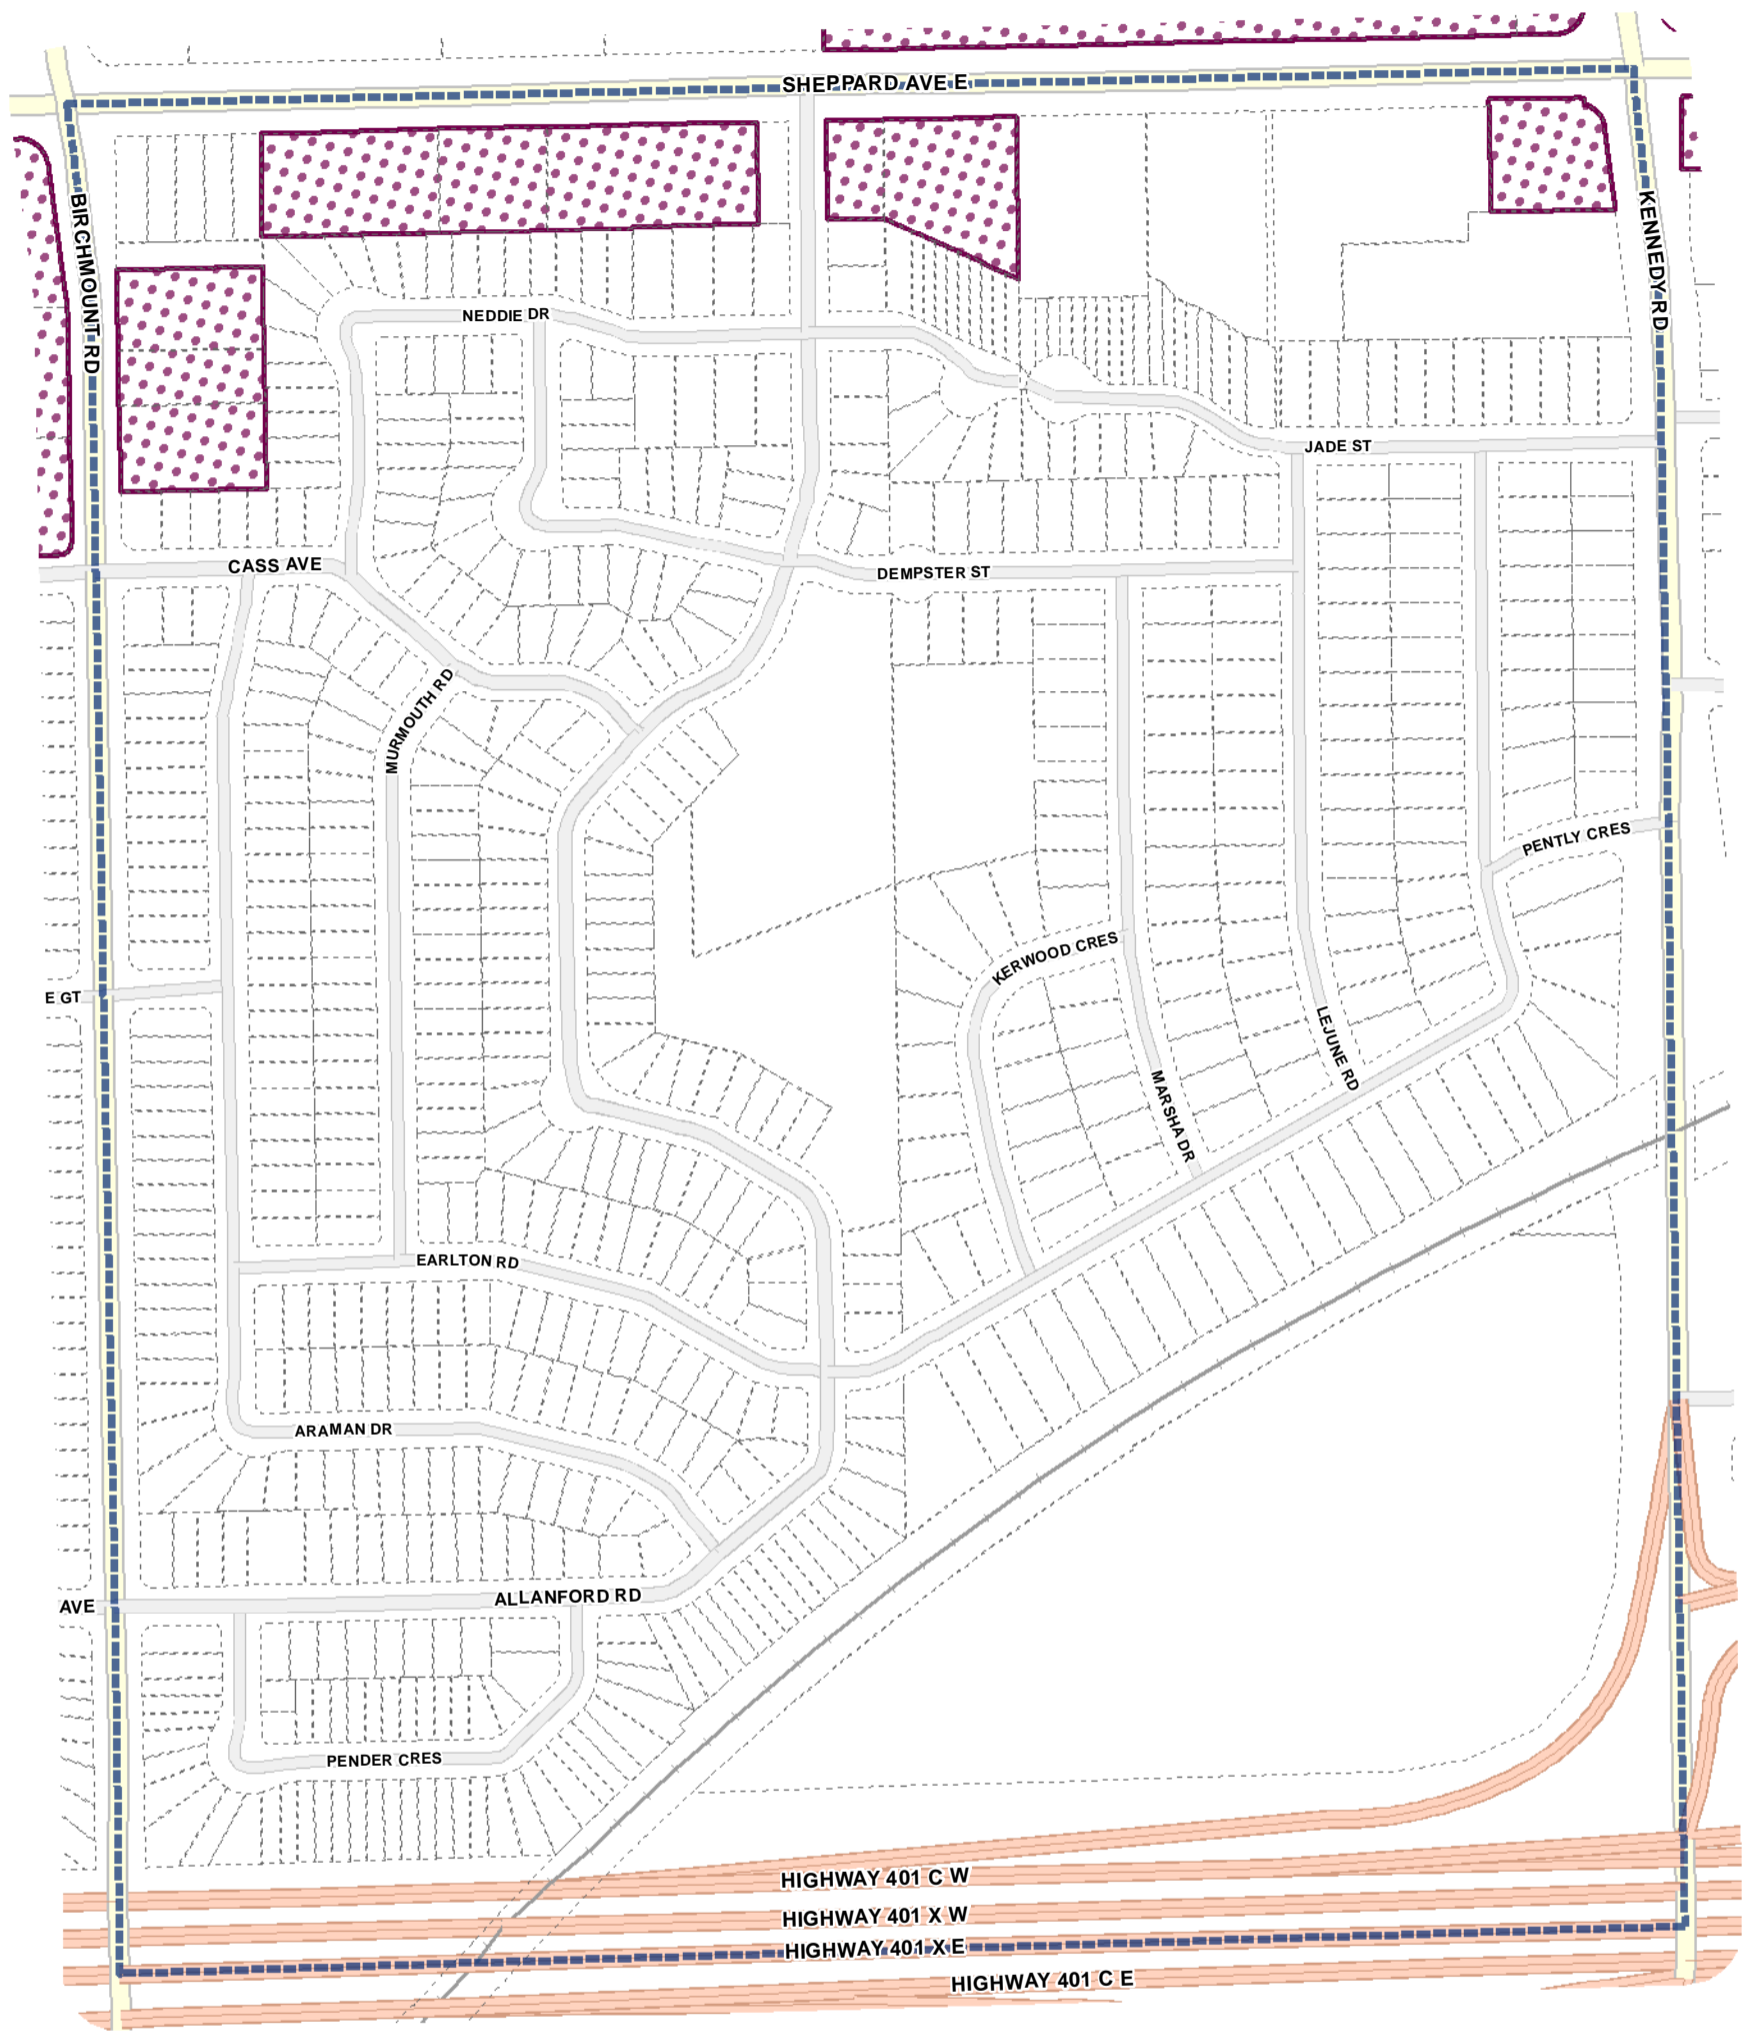 SHEPPARD AVE E
BIRCHMOUNT RD
KENNEDY RD
NEDDIE DR
JADE ST
CASS AVE
DEMPSTER ST
MURMOUTH RD
PENTLY CRES
KERWOOD CRES
E GT
LEJUNE RD
MARSHA DR
EARLTON RD
ARAMAN DR
ALLANFORD RD
AVE
PENDER CRES
HIGHWAY 401 C W
HIGHWAY 401 X W
HIGHWAY 401 X E
HIGHWAY 401 C E